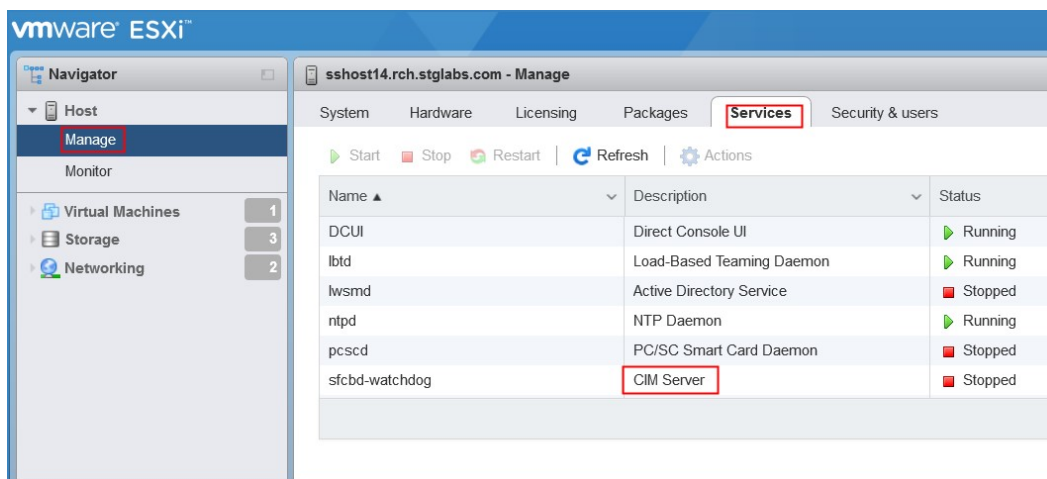 vmware® ESXi™
Navigator
sshost14.rch.stglabs.com - Manage
Host
Manage
Monitor
Virtual Machines 1
Storage 3
Networking 2
System Hardware Licensing Packages Services Security & users
Start Stop Restart | Refresh | Actions
Name ▲ Description Status
DCUI Direct Console UI Running
lbtd Load-Based Teaming Daemon Running
lwsmd Active Directory Service Stopped
ntpd NTP Daemon Running
pcscd PC/SC Smart Card Daemon Stopped
sfcbd-watchdog CIM Server Stopped